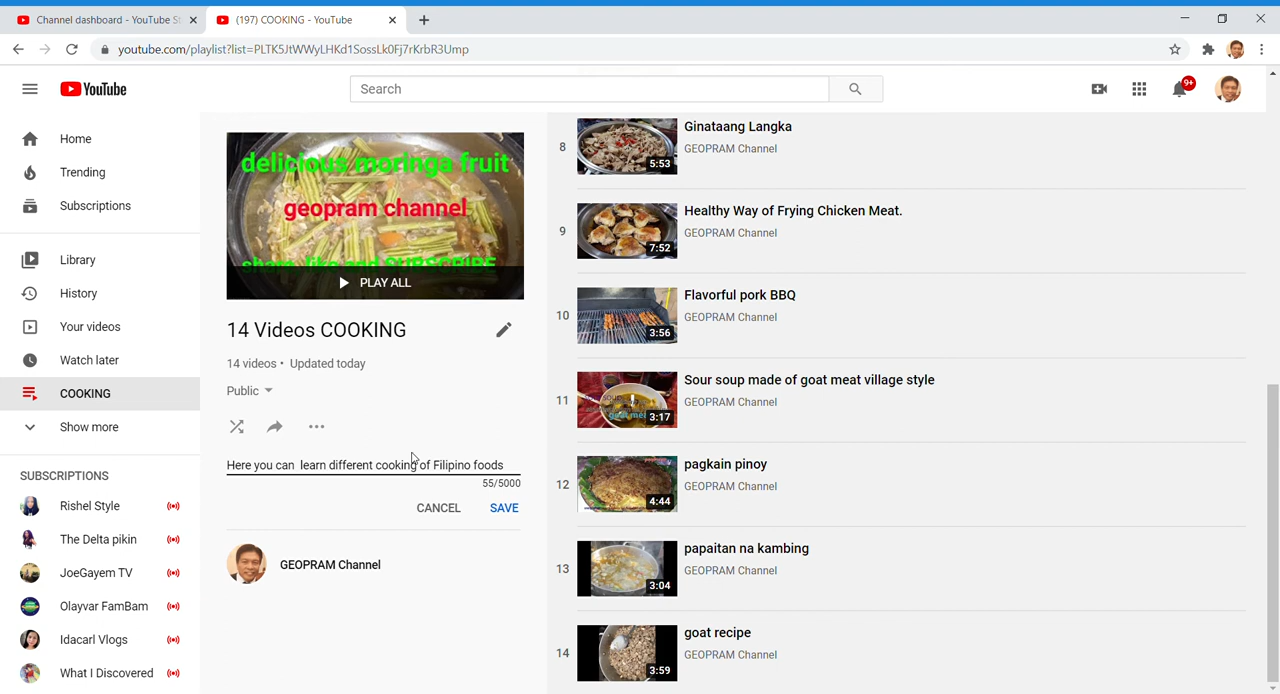 Channel dashboard - YouTube St
(197) COOKING - YouTube
youtube.com/playlist?list=PLTK5JtWWyLHKd1SossLk0Fj7rKrbR3Ump
YouTube
Search
9+
Home
Trending
Subscriptions
Library
History
Your videos
Watch later
COOKING
Show more
SUBSCRIPTIONS
Rishel Style
The Delta pikin
JoeGayem TV
Olayvar FamBam
Idacarl Vlogs
What I Discovered
delicious moringa fruit
geopram channel
share, like and SUBSCRIBE
PLAY ALL
14 Videos COOKING
14 videos • Updated today
Public
Here you can  learn different cooking of Filipino foods
55/5000
CANCEL SAVE
GEOPRAM Channel
8
5:53
Ginataang Langka
GEOPRAM Channel
9
7:52
Healthy Way of Frying Chicken Meat.
GEOPRAM Channel
10
3:56
Flavorful pork BBQ
GEOPRAM Channel
11
3:17
Sour soup made of goat meat village style
GEOPRAM Channel
12
4:44
pagkain pinoy
GEOPRAM Channel
13
3:04
papaitan na kambing
GEOPRAM Channel
14
3:59
goat recipe
GEOPRAM Channel